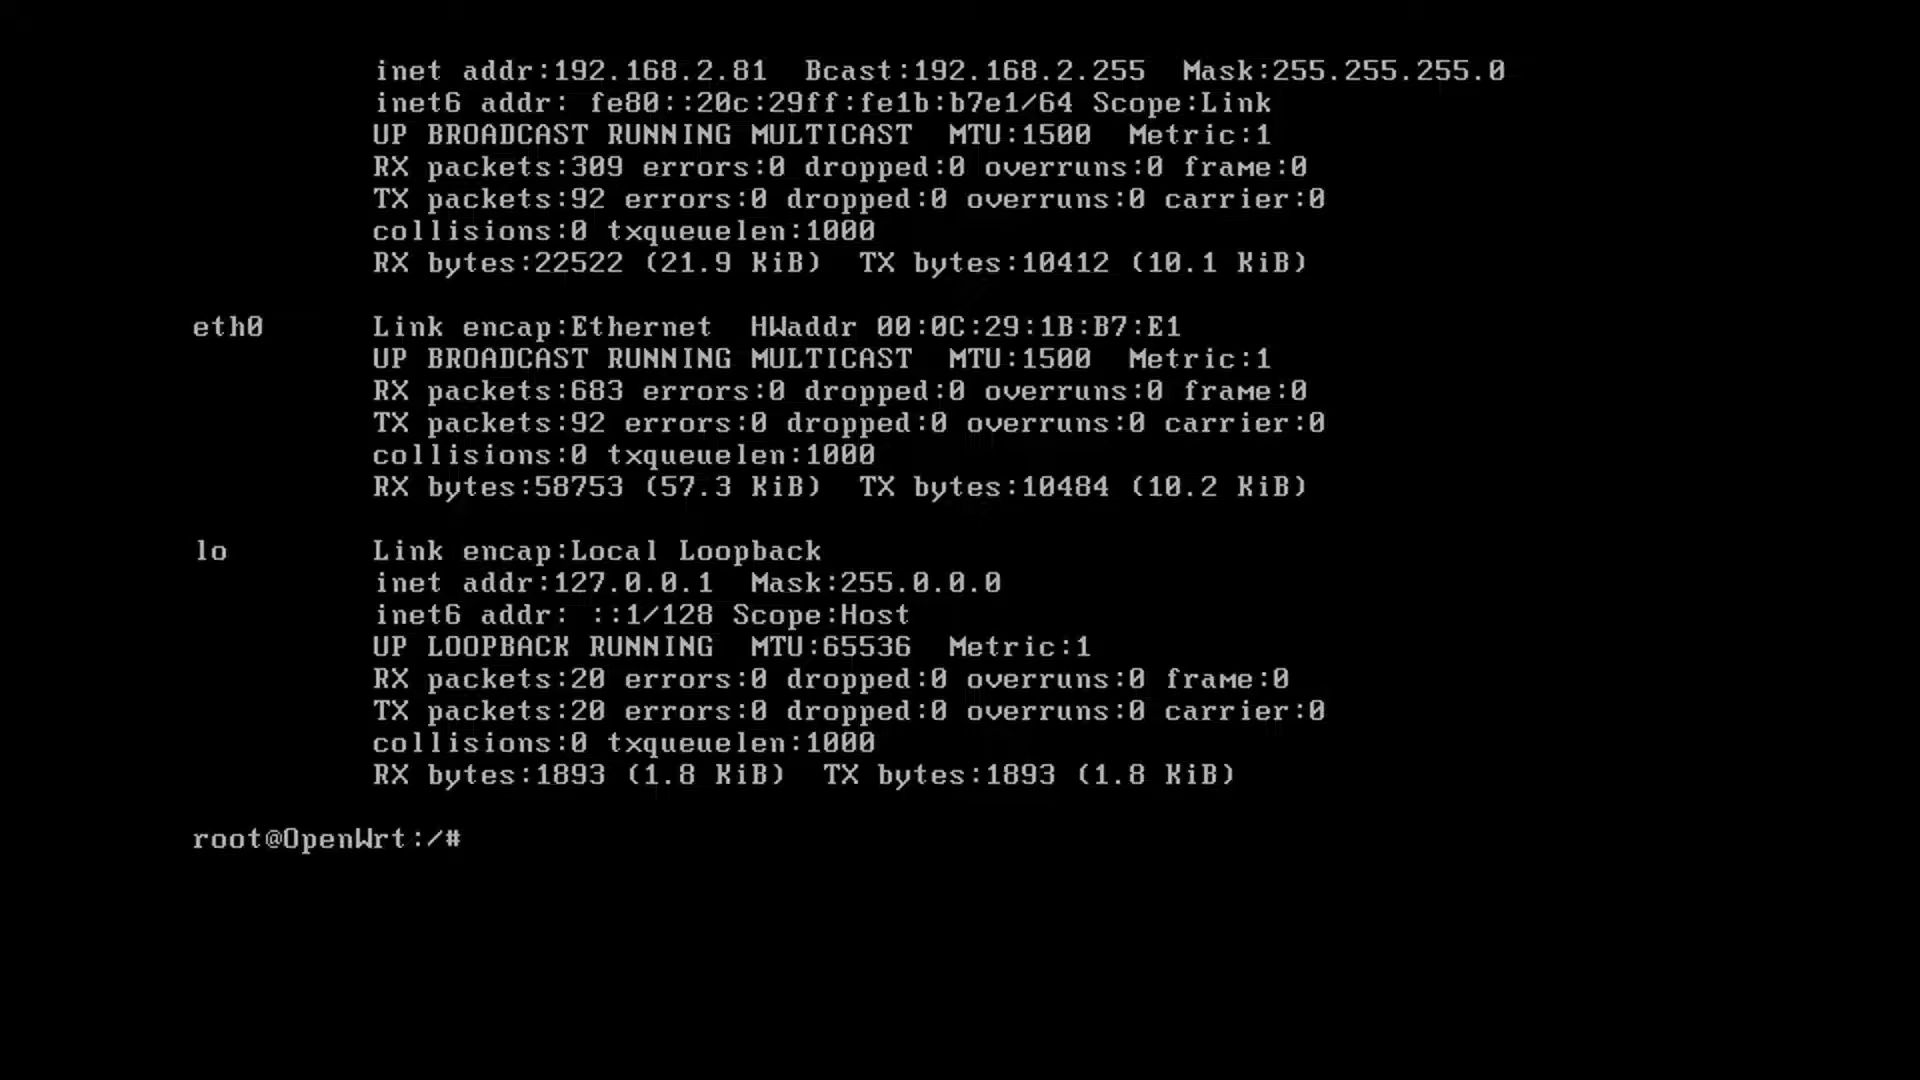 inet addr:192.168.2.81  Bcast:192.168.2.255  Mask:255.255.255.0
inet6 addr: fe80::20c:29ff:fe1b:b7e1/64 Scope:Link
UP BROADCAST RUNNING MULTICAST  MTU:1500  Metric:1
RX packets:309 errors:0 dropped:0 overruns:0 frame:0
TX packets:92 errors:0 dropped:0 overruns:0 carrier:0
collisions:0 txqueuelen:1000
RX bytes:22522 (21.9 KiB)  TX bytes:10412 (10.1 KiB)
eth0      Link encap:Ethernet  HWaddr 00:0C:29:1B:B7:E1
UP BROADCAST RUNNING MULTICAST  MTU:1500  Metric:1
RX packets:683 errors:0 dropped:0 overruns:0 frame:0
TX packets:92 errors:0 dropped:0 overruns:0 carrier:0
collisions:0 txqueuelen:1000
RX bytes:58753 (57.3 KiB)  TX bytes:10484 (10.2 KiB)
lo        Link encap:Local Loopback
inet addr:127.0.0.1  Mask:255.0.0.0
inet6 addr: ::1/128 Scope:Host
UP LOOPBACK RUNNING  MTU:65536  Metric:1
RX packets:20 errors:0 dropped:0 overruns:0 frame:0
TX packets:20 errors:0 dropped:0 overruns:0 carrier:0
collisions:0 txqueuelen:1000
RX bytes:1893 (1.8 KiB)  TX bytes:1893 (1.8 KiB)
root@OpenWrt:/#